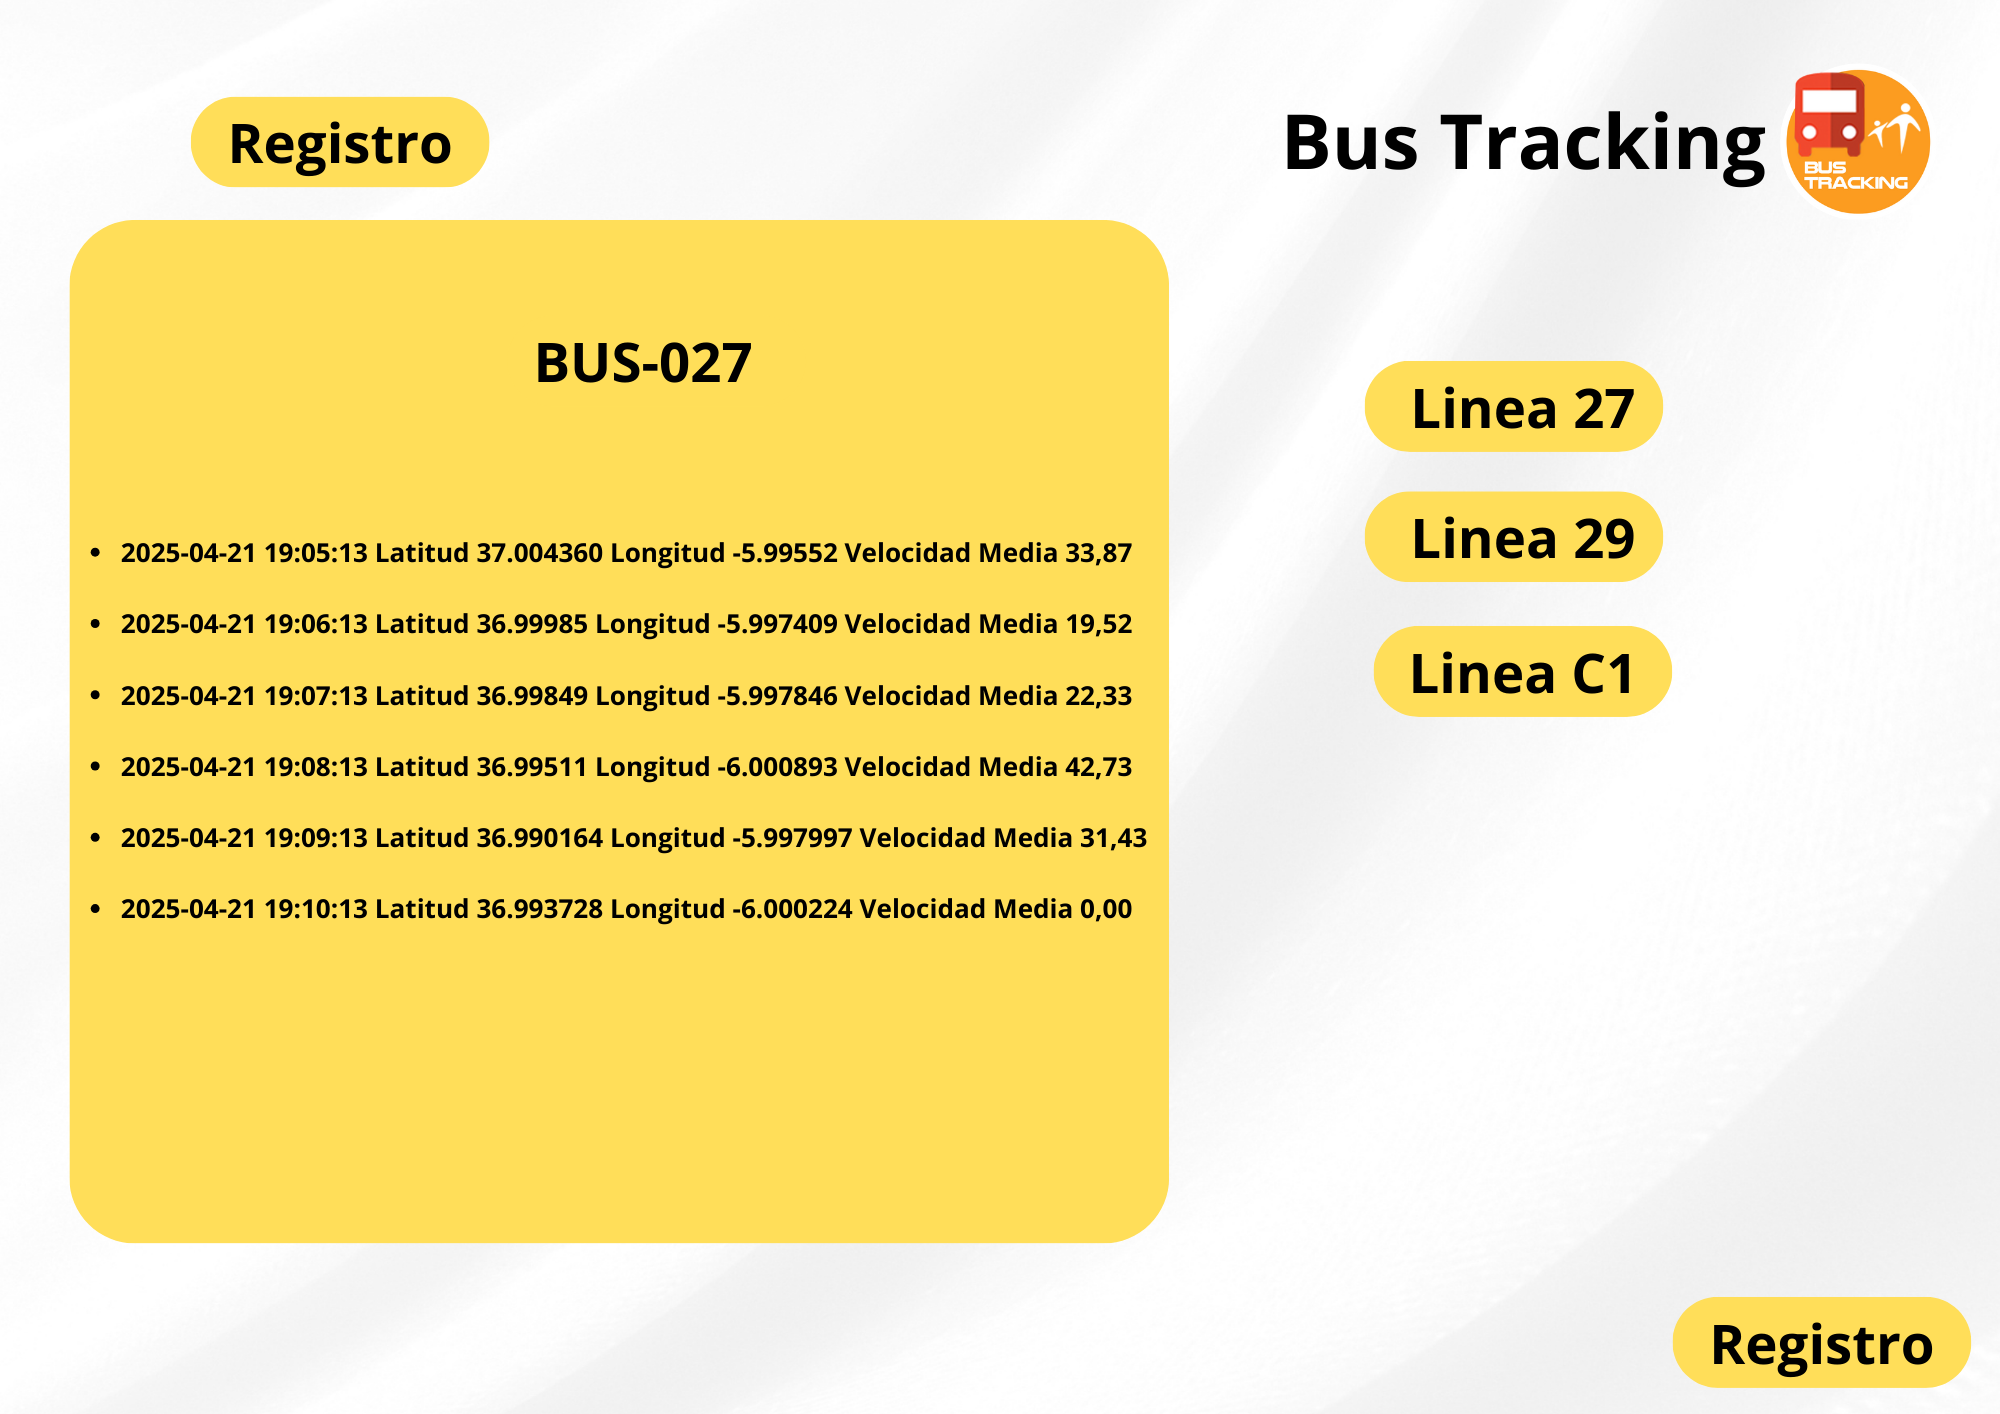 Registro
Bus Tracking
BUS
TRACKING
BUS-027
• 2025-04-21 19:05:13 Latitud 37.004360 Longitud -5.99552 Velocidad Media 33,87
• 2025-04-21 19:06:13 Latitud 36.99985 Longitud -5.997409 Velocidad Media 19,52
• 2025-04-21 19:07:13 Latitud 36.99849 Longitud -5.997846 Velocidad Media 22,33
• 2025-04-21 19:08:13 Latitud 36.99511 Longitud -6.000893 Velocidad Media 42,73
• 2025-04-21 19:09:13 Latitud 36.990164 Longitud -5.997997 Velocidad Media 31,43
• 2025-04-21 19:10:13 Latitud 36.993728 Longitud -6.000224 Velocidad Media 0,00
Linea 27
Linea 29
Linea C1
Registro